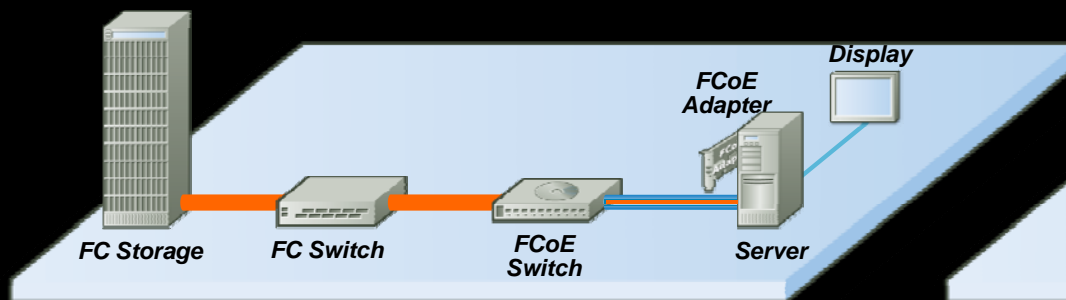 Display
FCoE
Adapter
FC Storage
FC Switch
FCoE
Switch
Server